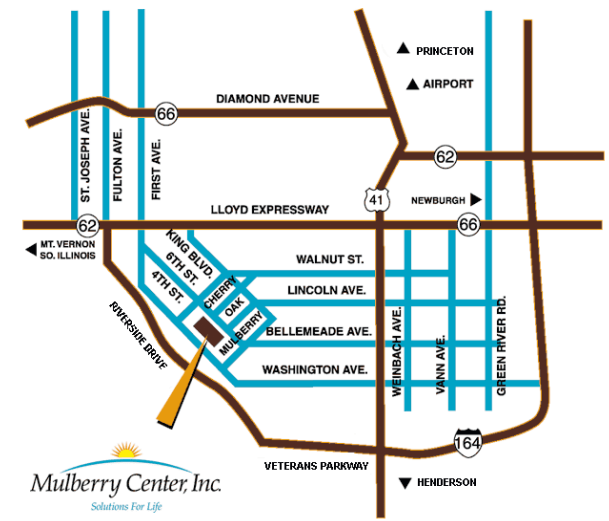 PRINCETON
AIRPORT
DIAMOND AVENUE
66
ST. JOSEPH AVE.
FULTON AVE.
FIRST AVE.
62
41
NEWBURGH
LLOYD EXPRESSWAY
62
66
MT. VERNON
SO. ILLINOIS
KING BLVD.
6TH ST.
4TH ST.
CHERRY
OAK
MULBERRY
WALNUT ST.
LINCOLN AVE.
BELLEMEADE AVE.
WASHINGTON AVE.
WEINBACH AVE.
VANN AVE.
GREEN RIVER RD.
RIVERSIDE DRIVE
164
VETERANS PARKWAY
HENDERSON
Mulberry Center, Inc.
Solutions For Life